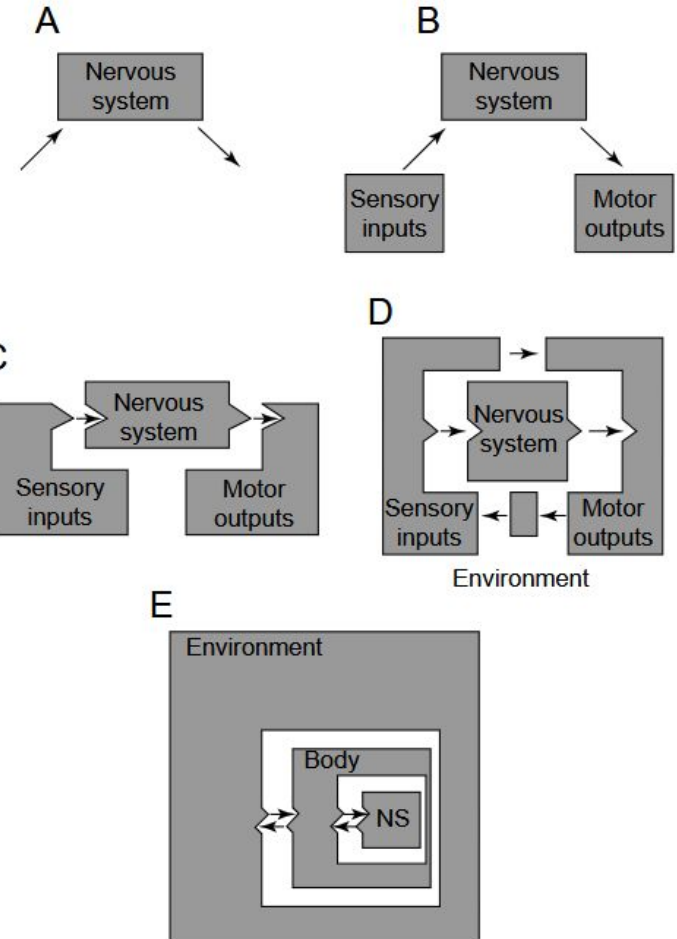 A
Nervous
system
B
Nervous
system
Sensory
inputs
Motor
outputs
C
Nervous
system
Sensory
inputs
Motor
outputs
D
Nervous
system
Sensory
inputs
Motor
outputs
Environment
E
Environment
Body
NS